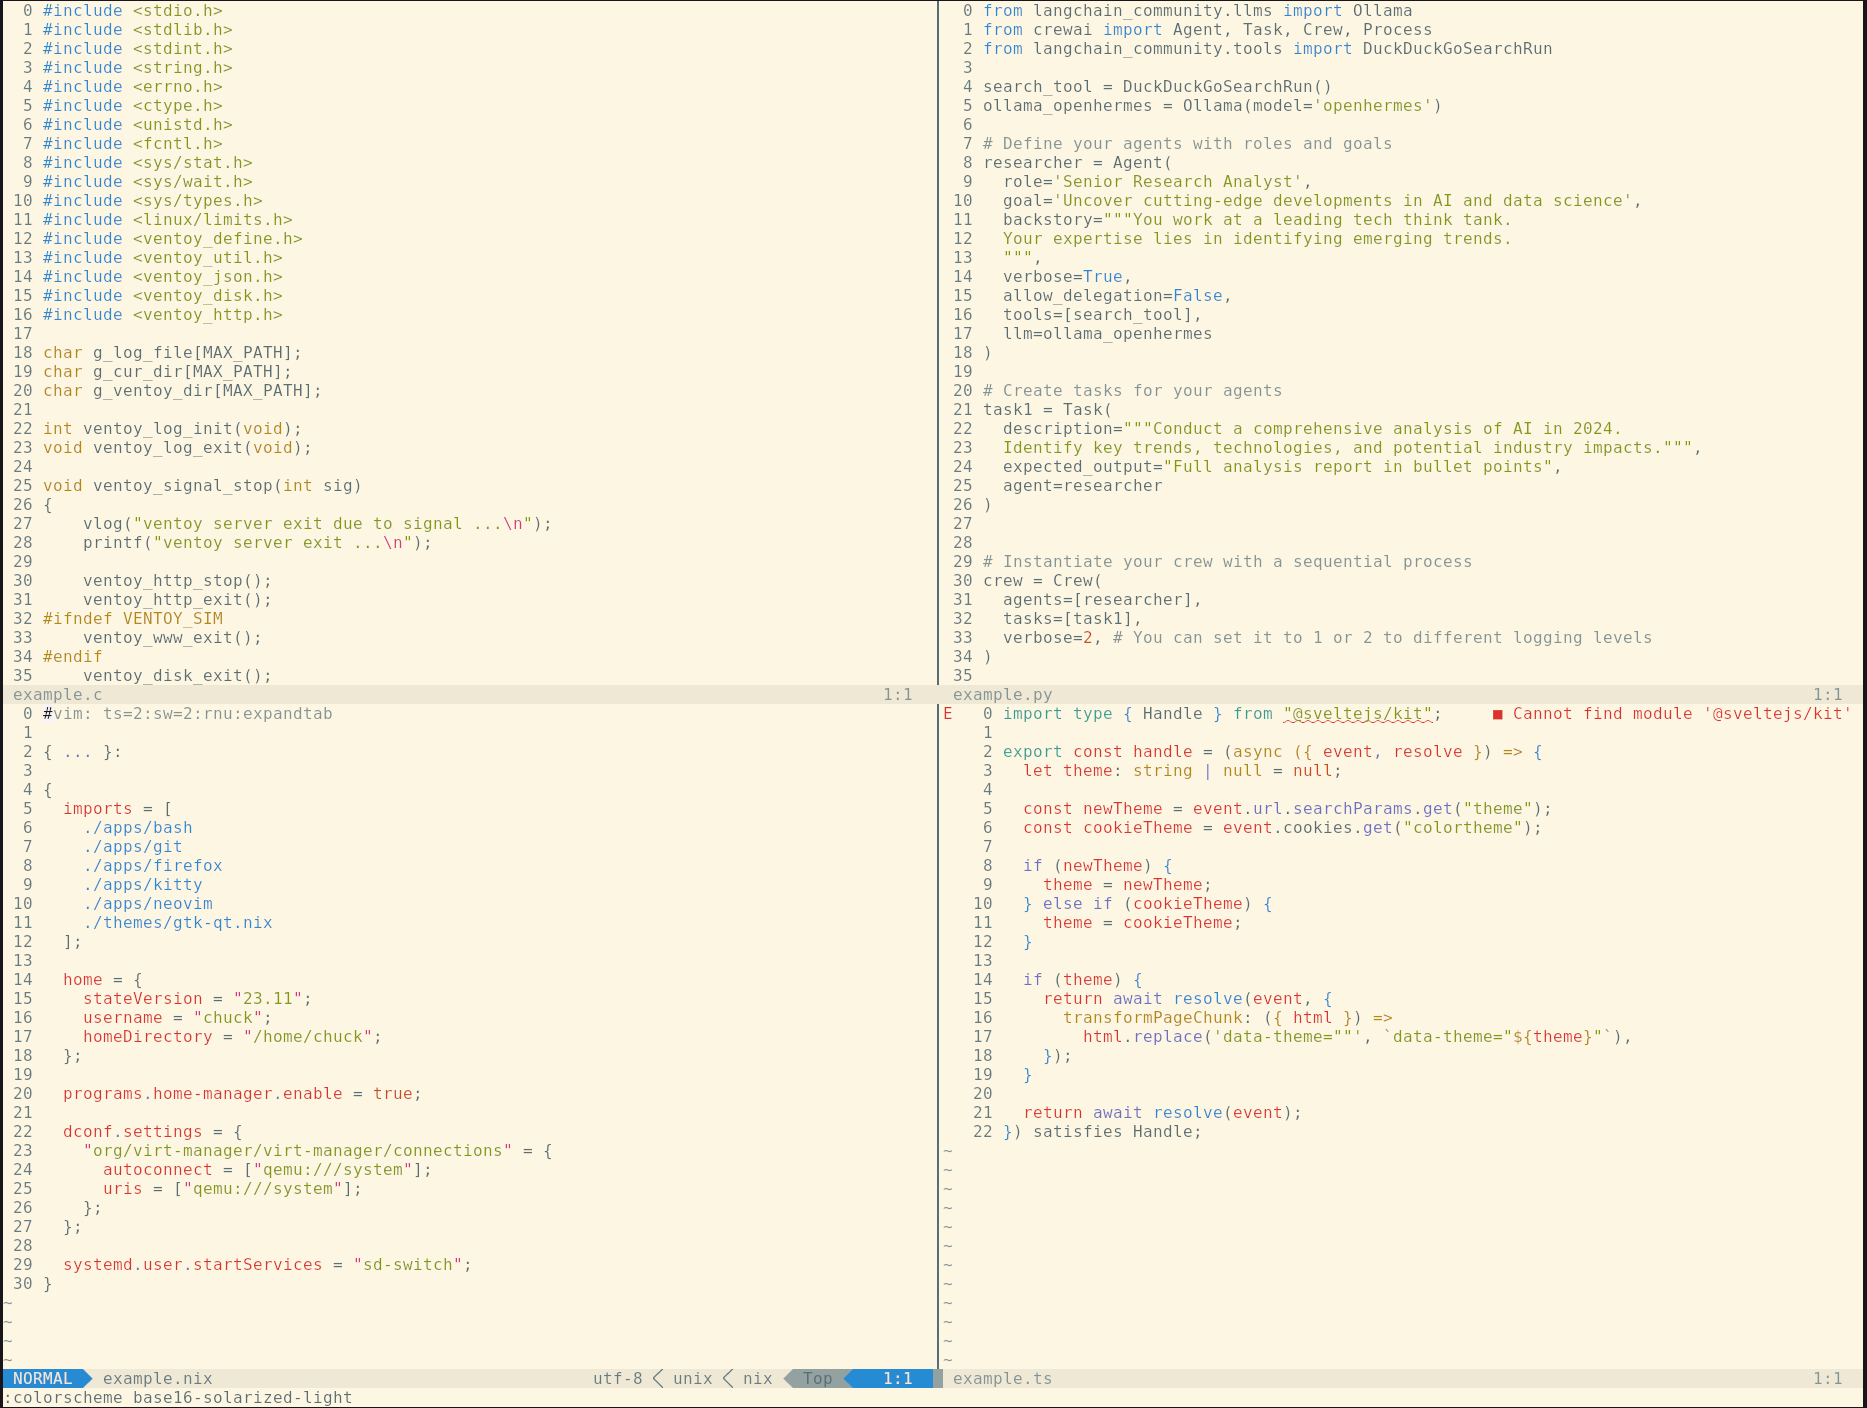 0 #include <stdio.h>
1 #include <stdlib.h>
2 #include <stdint.h>
3 #include <string.h>
4 #include <errno.h>
5 #include <ctype.h>
6 #include <unistd.h>
7 #include <fcntl.h>
8 #include <sys/stat.h>
9 #include <sys/wait.h>
10 #include <sys/types.h>
11 #include <linux/limits.h>
12 #include <ventoy_define.h>
13 #include <ventoy_util.h>
14 #include <ventoy_json.h>
15 #include <ventoy_disk.h>
16 #include <ventoy_http.h>
17
18 char g_log_file[MAX_PATH];
19 char g_cur_dir[MAX_PATH];
20 char g_ventoy_dir[MAX_PATH];
21
22 int ventoy_log_init(void);
23 void ventoy_log_exit(void);
24
25 void ventoy_signal_stop(int sig)
26 {
27     vlog("ventoy server exit due to signal ...\n");
28     printf("ventoy server exit ...\n");
29
30     ventoy_http_stop();
31     ventoy_http_exit();
32 #ifndef VENTOY_SIM
33     ventoy_www_exit();
34 #endif
35     ventoy_disk_exit();
example.c 1:1
0 from langchain_community.llms import Ollama
1 from crewai import Agent, Task, Crew, Process
2 from langchain_community.tools import DuckDuckGoSearchRun
3
4 search_tool = DuckDuckGoSearchRun()
5 ollama_openhermes = Ollama(model='openhermes')
6
7 # Define your agents with roles and goals
8 researcher = Agent(
9   role='Senior Research Analyst',
10   goal='Uncover cutting-edge developments in AI and data science',
11   backstory="""You work at a leading tech think tank.
12   Your expertise lies in identifying emerging trends.
13   """,
14   verbose=True,
15   allow_delegation=False,
16   tools=[search_tool],
17   llm=ollama_openhermes
18 )
19
20 # Create tasks for your agents
21 task1 = Task(
22   description="""Conduct a comprehensive analysis of AI in 2024.
23   Identify key trends, technologies, and potential industry impacts.""",
24   expected_output="Full analysis report in bullet points",
25   agent=researcher
26 )
27
28
29 # Instantiate your crew with a sequential process
30 crew = Crew(
31   agents=[researcher],
32   tasks=[task1],
33   verbose=2, # You can set it to 1 or 2 to different logging levels
34 )
35
example.py 1:1
0 #vim: ts=2:sw=2:rnu:expandtab
1
2 { ... }:
3
4 {
5   imports = [
6     ./apps/bash
7     ./apps/git
8     ./apps/firefox
9     ./apps/kitty
10     ./apps/neovim
11     ./themes/gtk-qt.nix
12   ];
13
14   home = {
15     stateVersion = "23.11";
16     username = "chuck";
17     homeDirectory = "/home/chuck";
18   };
19
20   programs.home-manager.enable = true;
21
22   dconf.settings = {
23     "org/virt-manager/virt-manager/connections" = {
24       autoconnect = ["qemu:///system"];
25       uris = ["qemu:///system"];
26     };
27   };
28
29   systemd.user.startServices = "sd-switch";
30 }
~
~
~
~
NORMAL example.nix utf-8 unix nix Top 1:1
E 0 import type { Handle } from "@sveltejs/kit"; ■ Cannot find module '@sveltejs/kit'
1
2 export const handle = (async ({ event, resolve }) => {
3   let theme: string | null = null;
4
5   const newTheme = event.url.searchParams.get("theme");
6   const cookieTheme = event.cookies.get("colortheme");
7
8   if (newTheme) {
9     theme = newTheme;
10   } else if (cookieTheme) {
11     theme = cookieTheme;
12   }
13
14   if (theme) {
15     return await resolve(event, {
16       transformPageChunk: ({ html }) =>
17         html.replace('data-theme=""', `data-theme="${theme}"`),
18     });
19   }
20
21   return await resolve(event);
22 }) satisfies Handle;
~
~
~
~
~
~
~
~
~
~
~
~
example.ts 1:1
:colorscheme base16-solarized-light